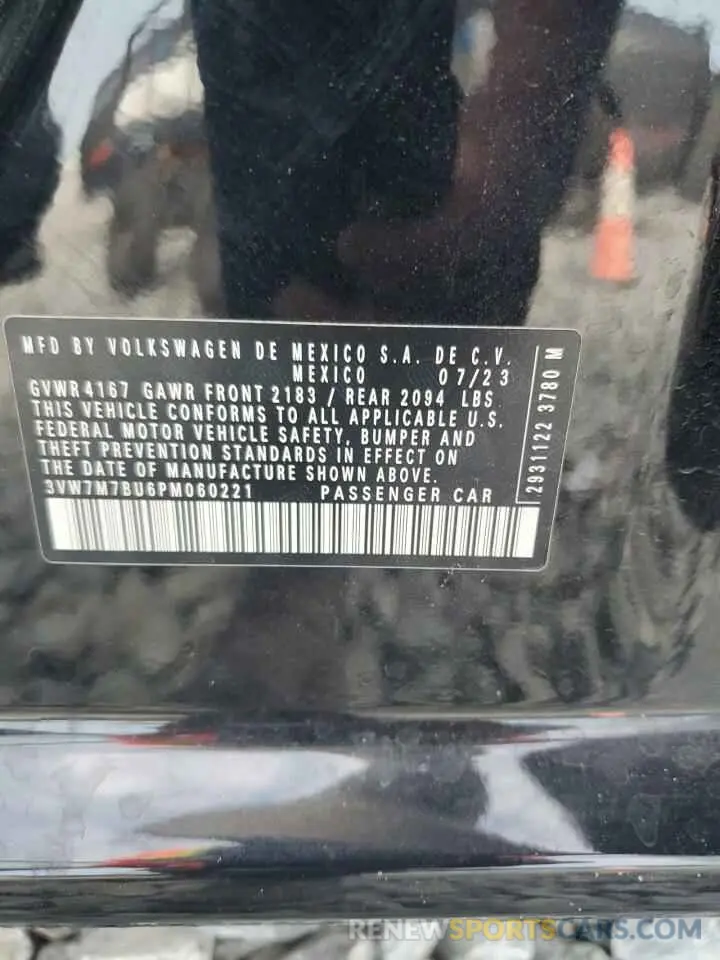 MFD BY VOLKSWAGEN DE MEXICO S.A. DE C.V.
MEXICO 07/23
GVWR 4167 GAWR FRONT 2183 / REAR 2094 LBS
THIS VEHICLE CONFORMS TO ALL APPLICABLE U.S.
FEDERAL MOTOR VEHICLE SAFETY, BUMPER AND
THEFT PREVENTION STANDARDS IN EFFECT ON
THE DATE OF MANUFACTURE SHOWN ABOVE.
3VW7M7BU6PM060221 PASSENGER CAR
2931122 3780 M
RENEWSPORTSCARS.COM